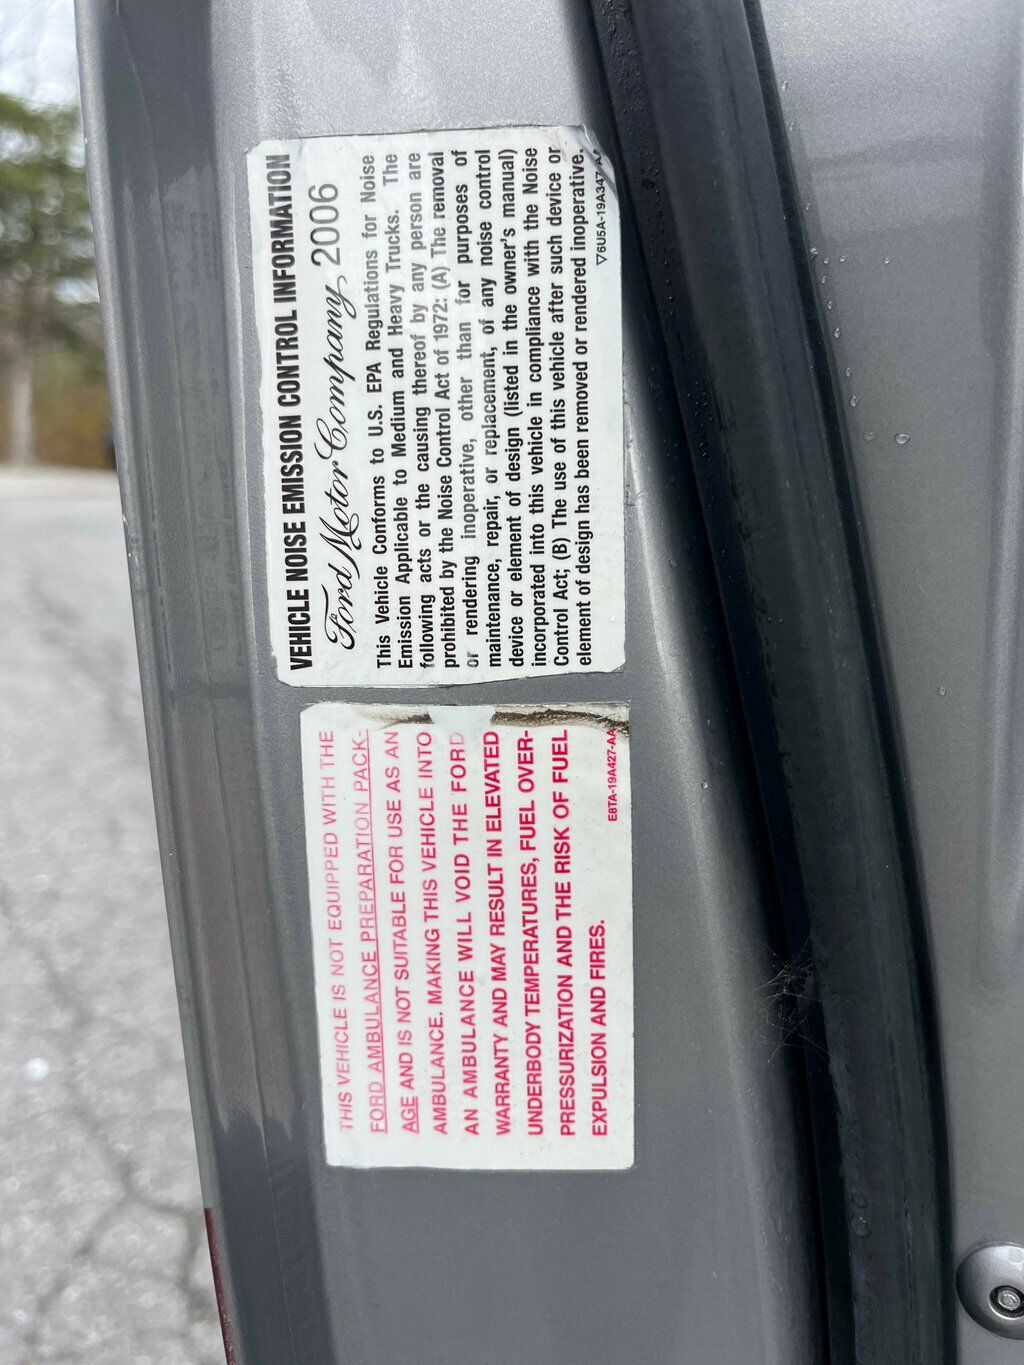 VEHICLE NOISE EMISSION CONTROL INFORMATION
Ford Motor Company, 2006
This Vehicle Conforms to U.S. EPA Regulations for Noise
Emission Applicable to Medium and Heavy Trucks. The
following acts or the causing thereof by any person are
prohibited by the Noise Control Act of 1972: (A) The removal
or rendering inoperative, other than for purposes of
maintenance, repair, or replacement, of any noise control
device or element of design (listed in the owner's manual)
incorporated into this vehicle in compliance with the Noise
Control Act; (B) The use of this vehicle after such device or
element of design has been removed or rendered inoperative.
▽6U5A-19A347-A
THIS VEHICLE IS NOT EQUIPPED WITH THE
FORD AMBULANCE PREPARATION PACK-
AGE AND IS NOT SUITABLE FOR USE AS AN
AMBULANCE. MAKING THIS VEHICLE INTO
AN AMBULANCE WILL VOID THE FORD
WARRANTY AND MAY RESULT IN ELEVATED
UNDERBODY TEMPERATURES, FUEL OVER-
PRESSURIZATION AND THE RISK OF FUEL
EXPULSION AND FIRES.
E8TA-19A427-AA